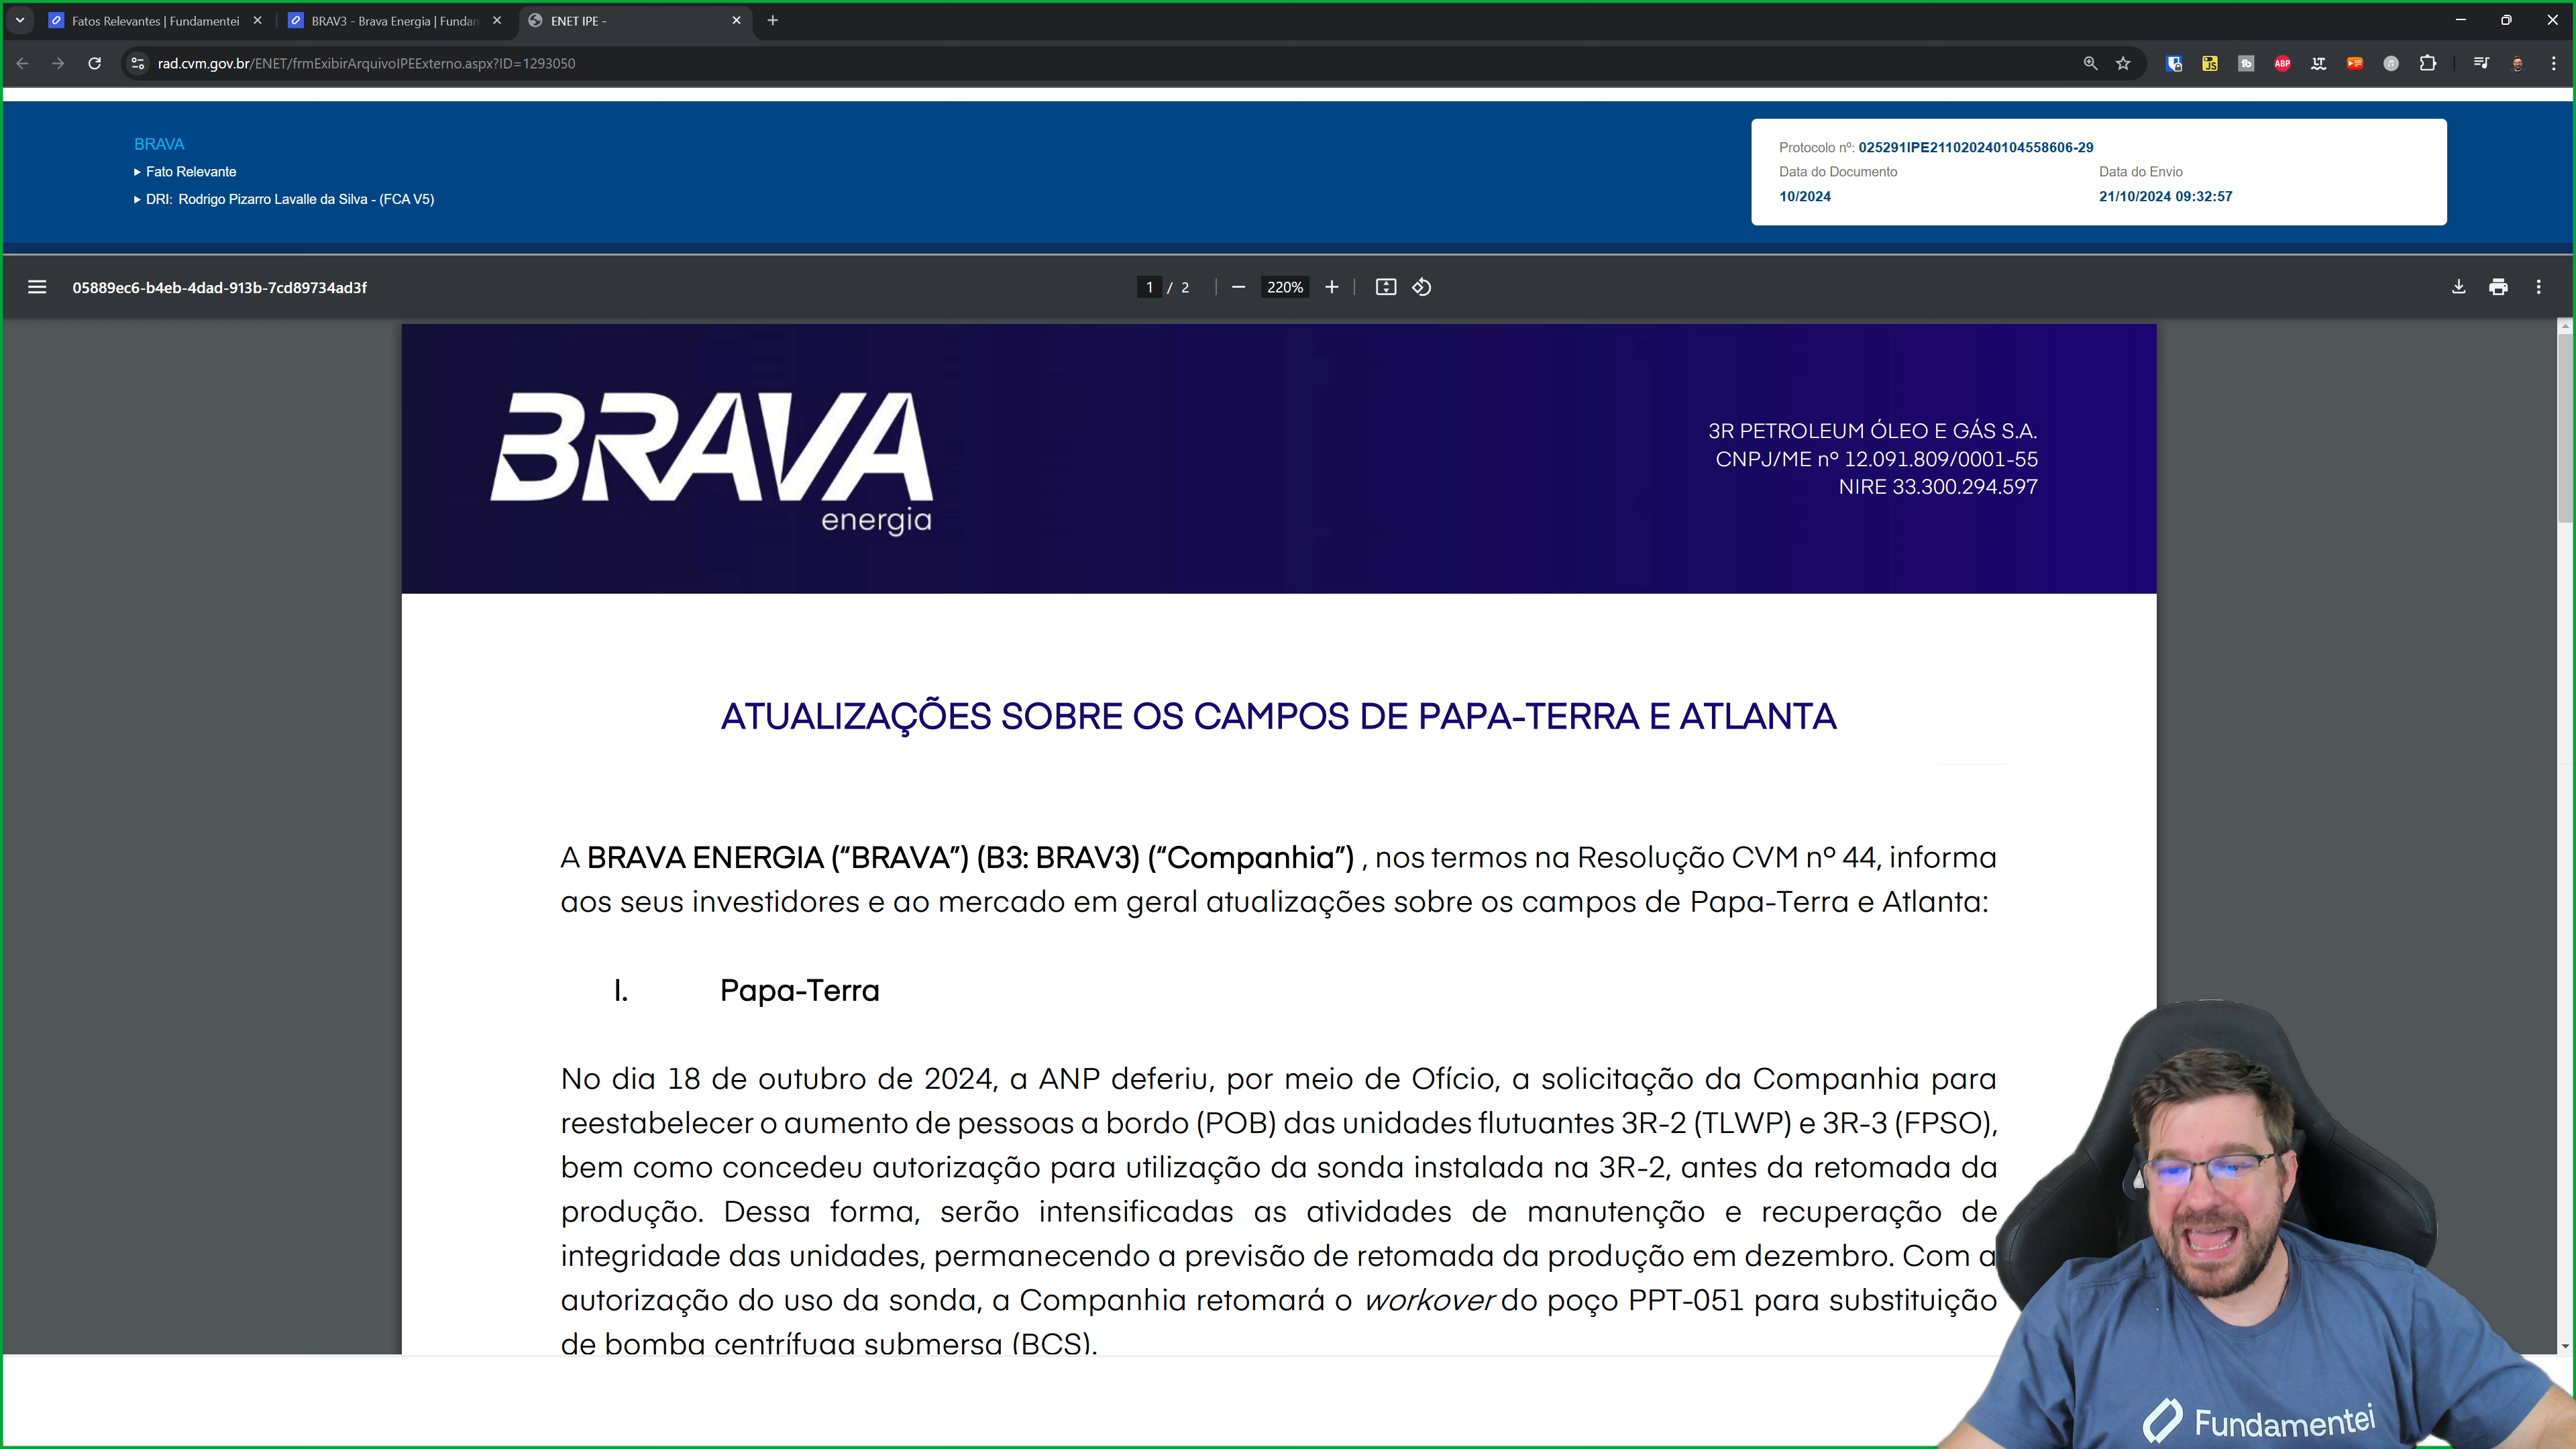 Fatos Relevantes | Fundamentei
BRAV3 - Brava Energia | Fundar
ENET IPE -
rad.cvm.gov.br/ENET/frmExibirArquivoIPEExterno.aspx?ID=1293050
BRAVA
Fato Relevante
DRI: Rodrigo Pizarro Lavalle da Silva - (FCA V5)
Protocolo nº: 025291IPE211020240104558606-29
Data do Documento
Data do Envio
10/2024
21/10/2024 09:32:57
05889ec6-b4eb-4dad-913b-7cd89734ad3f
1 / 2
220%
BRAVA
energia
3R PETROLEUM ÓLEO E GÁS S.A.
CNPJ/ME nº 12.091.809/0001-55
NIRE 33.300.294.597
ATUALIZAÇÕES SOBRE OS CAMPOS DE PAPA-TERRA E ATLANTA
A BRAVA ENERGIA (“BRAVA”) (B3: BRAV3) (“Companhia”) , nos termos na Resolução CVM nº 44, informa
aos seus investidores e ao mercado em geral atualizações sobre os campos de Papa-Terra e Atlanta:
I. Papa-Terra
No dia 18 de outubro de 2024, a ANP deferiu, por meio de Ofício, a solicitação da Companhia para
reestabelecer o aumento de pessoas a bordo (POB) das unidades flutuantes 3R-2 (TLWP) e 3R-3 (FPSO),
bem como concedeu autorização para utilização da sonda instalada na 3R-2, antes da retomada da
produção. Dessa forma, serão intensificadas as atividades de manutenção e recuperação de
integridade das unidades, permanecendo a previsão de retomada da produção em dezembro. Com a
autorização do uso da sonda, a Companhia retomará o workover do poço PPT-051 para substituição
de bomba centrífuga submersa (BCS).
Fundamentei